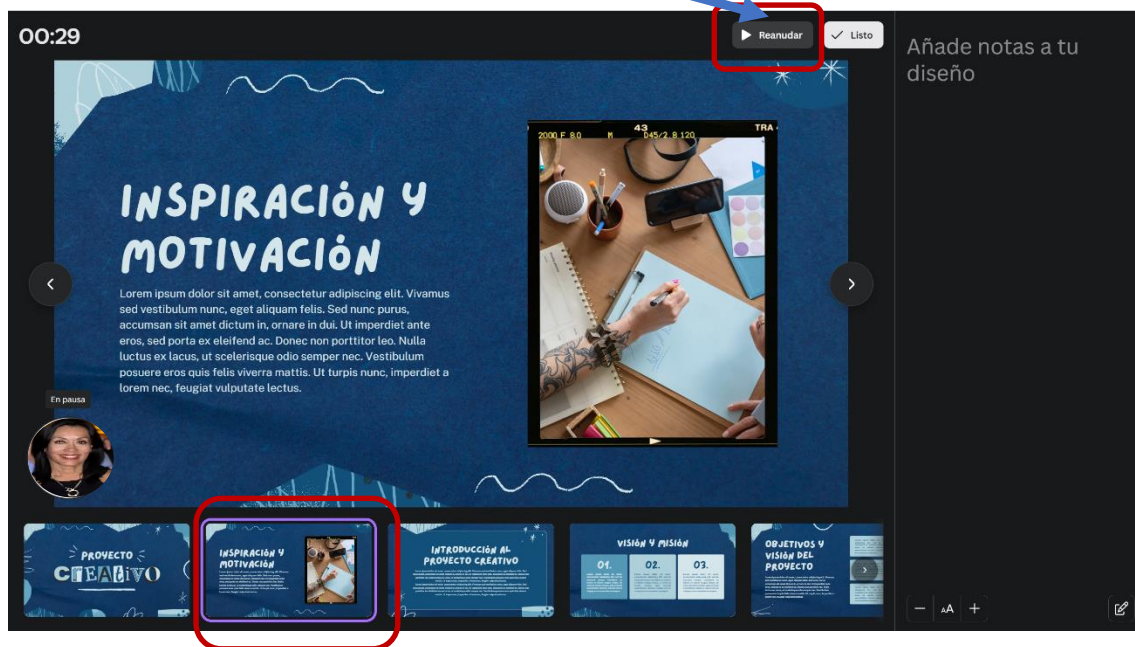 00:29
Reanudar
Listo
Añade notas a tu
diseño
2000 F 8.0 M 43 D45/2.8 120 TRA
INSPIRACIÓN Y
MOTIVACIÓN
Lorem ipsum dolor sit amet, consectetur adipiscing elit. Vivamus
sed vestibulum nunc, eget aliquam felis. Sed nunc purus,
accumsan sit amet dictum in, ornare in dui. Ut imperdiet ante
eros, sed porta ex eleifend ac. Donec non porttitor leo. Nulla
luctus ex lacus, ut scelerisque odio semper nec. Vestibulum
posuere eros quis felis viverra mattis. Ut turpis nunc, imperdiet a
lorem nec, feugiat vulputate lectus.
En pausa
PROYECTO
CREATIVO
INSPIRACIÓN Y
MOTIVACIÓN
INTRODUCCIÓN AL
PROYECTO CREATIVO
VISIÓN Y MISIÓN
01. 02. 03.
OBJETIVOS Y
VISIÓN DEL
PROYECTO
AA